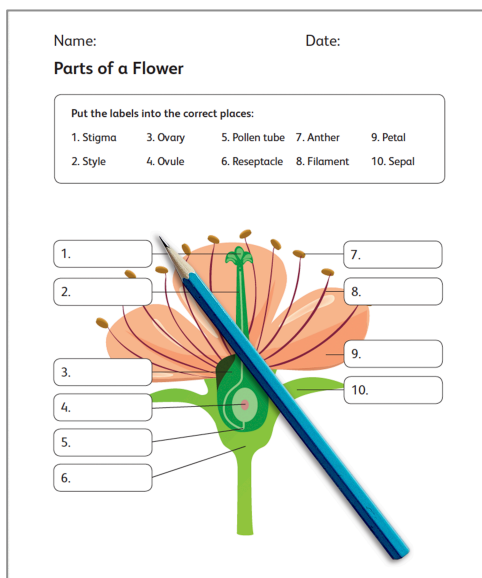 Name: Date:
Parts of a Flower
Put the labels into the correct places:
1. Stigma 3. Ovary 5. Pollen tube 7. Anther 9. Petal
2. Style 4. Ovule 6. Reseptacle 8. Filament 10. Sepal
1. 7.
2. 8.
3. 9.
4. 10.
5.
6.